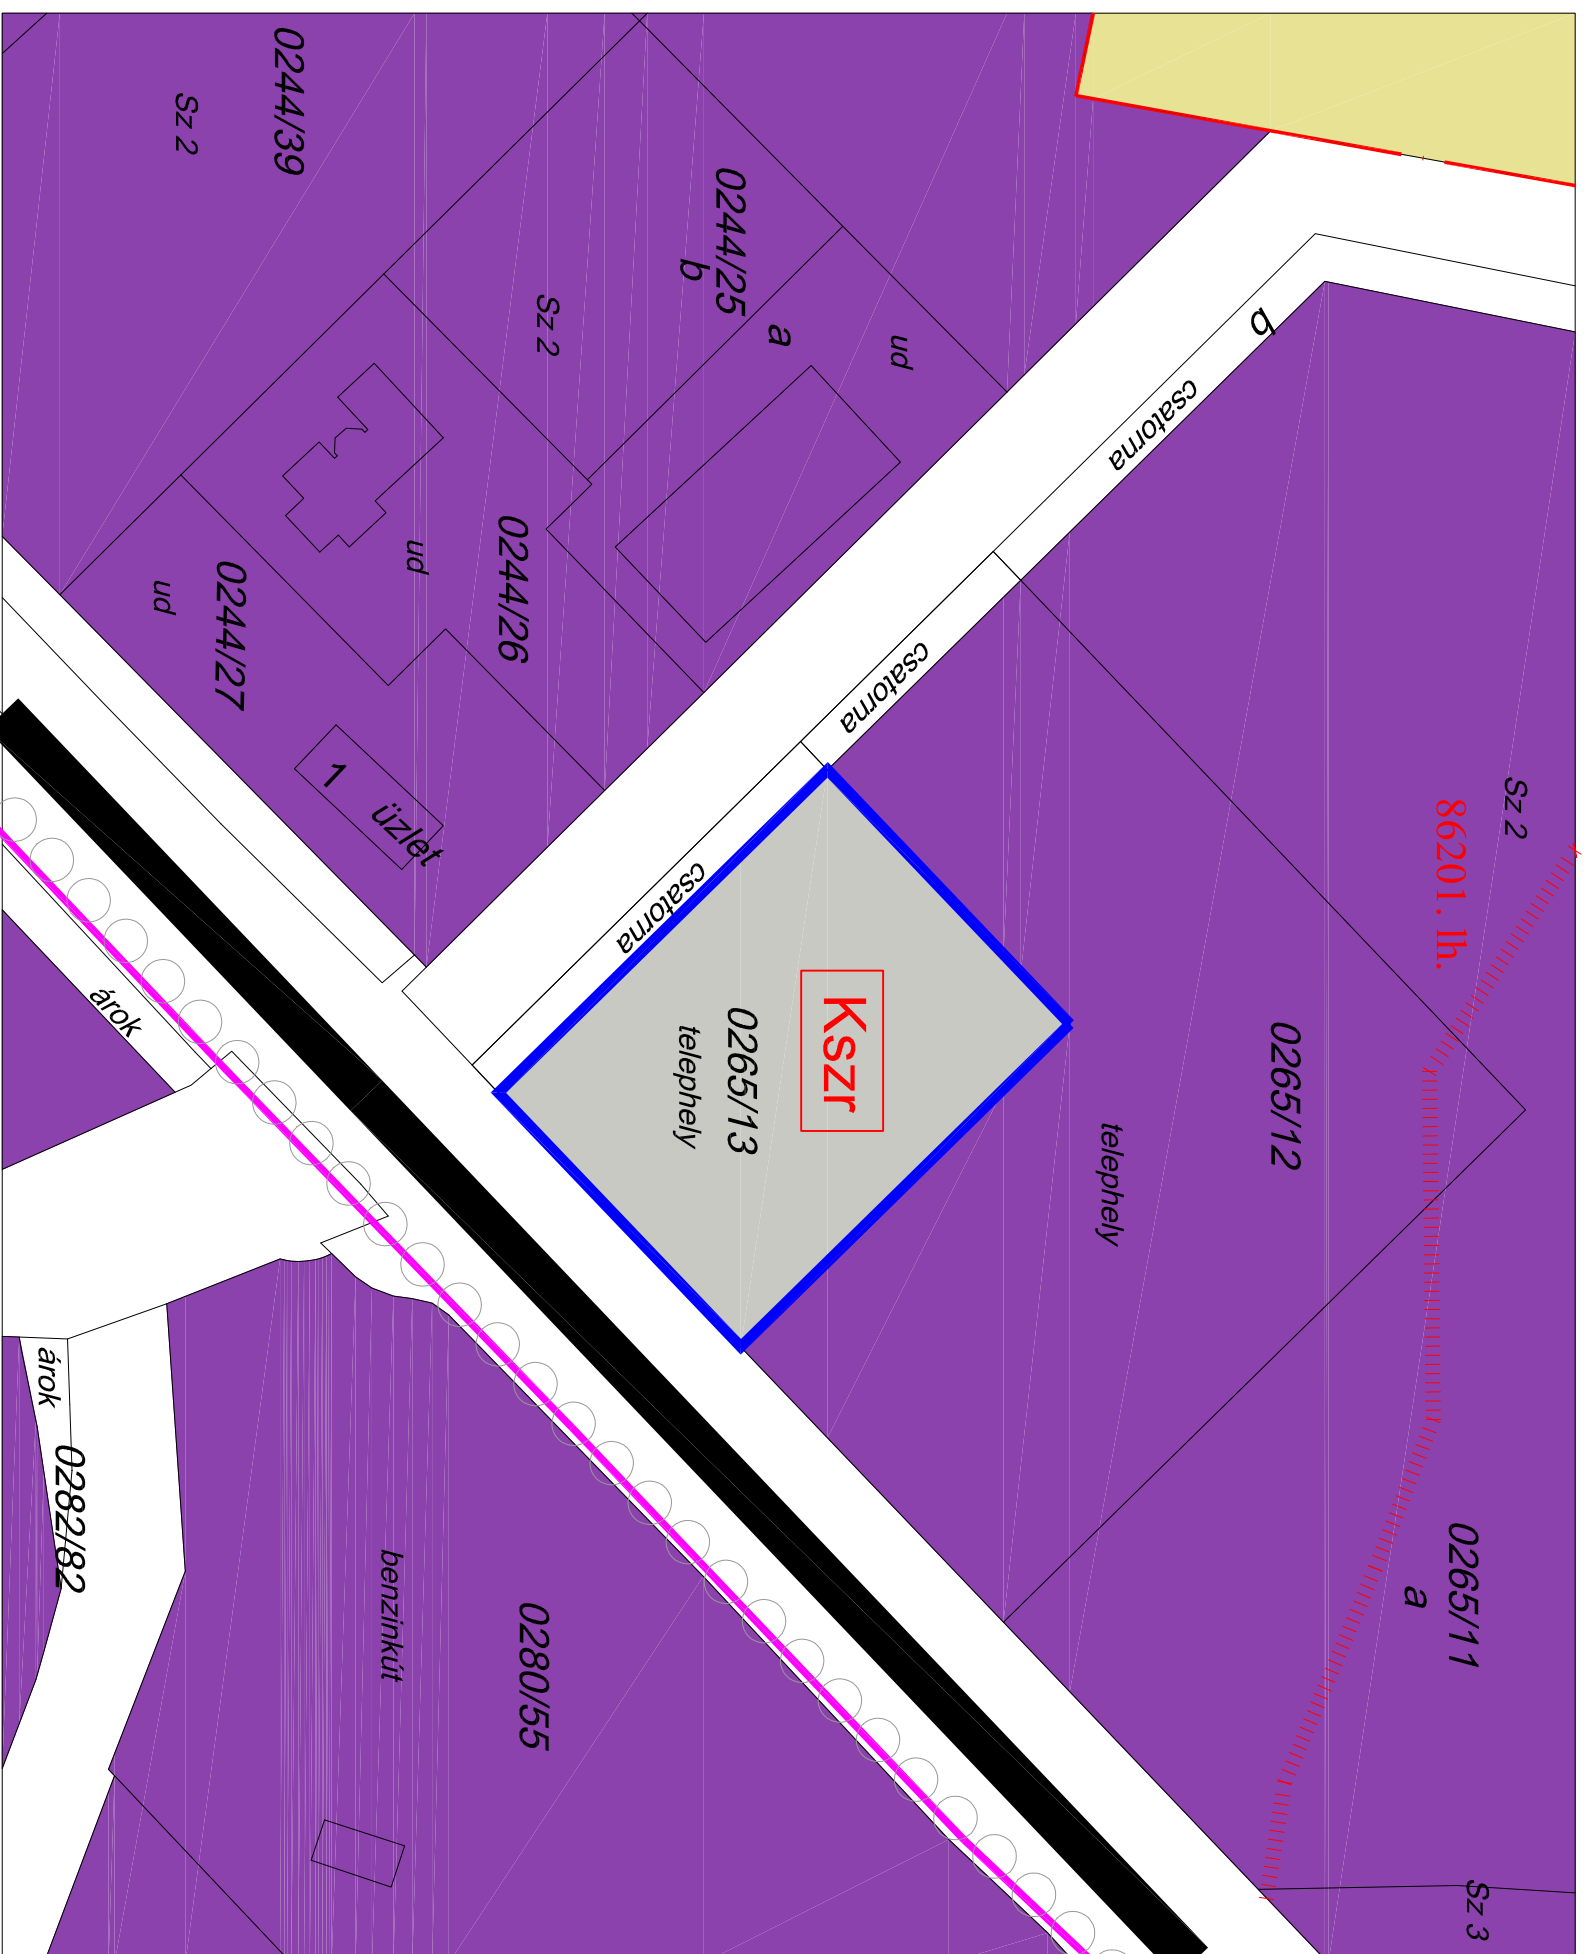 0244/39
Sz 2
0244/25
b
a
ud
Sz 2
b
csatorna
0244/26
ud
0244/27
ud
csatorna
1 üzlet
csatorna
Sz 2
86201. lh.
Kszr
0265/13
telephely
0265/12
telephely
árok
árok
0282/82
benzinkút
0280/55
0265/11
a
Sz 3